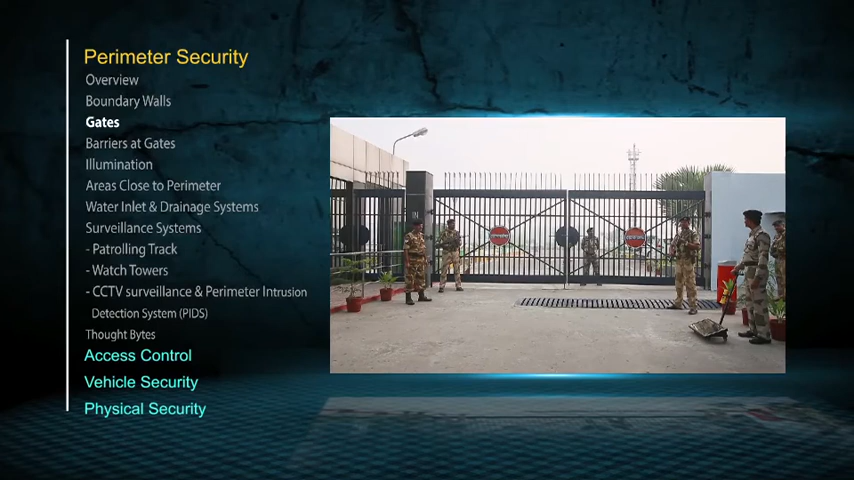 Perimeter Security
Overview
Boundary Walls
Gates
Barriers at Gates
Illumination
Areas Close to Perimeter
Water Inlet & Drainage Systems
Surveillance Systems
- Patrolling Track
- Watch Towers
- CCTV surveillance & Perimeter Intrusion
Detection System (PIDS)
Thought Bytes
Access Control
Vehicle Security
Physical Security
IN